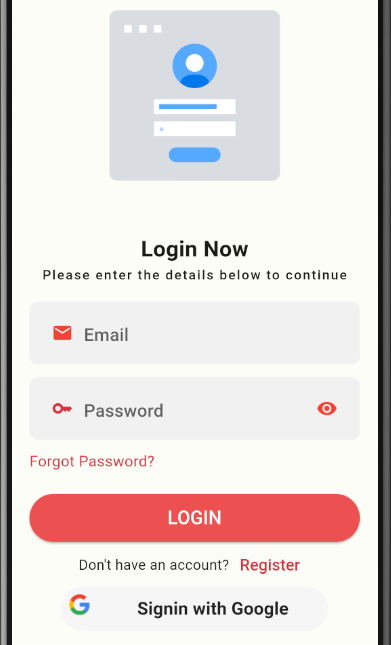 Login Now
Please enter the details below to continue
Email
Password
Forgot Password?
LOGIN
Don't have an account? Register
Signin with Google